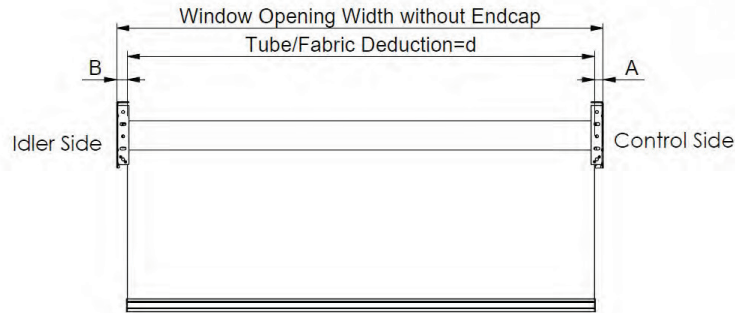 Window Opening Width without Endcap
Tube/Fabric Deduction=d
B
A
Idler Side
Control Side